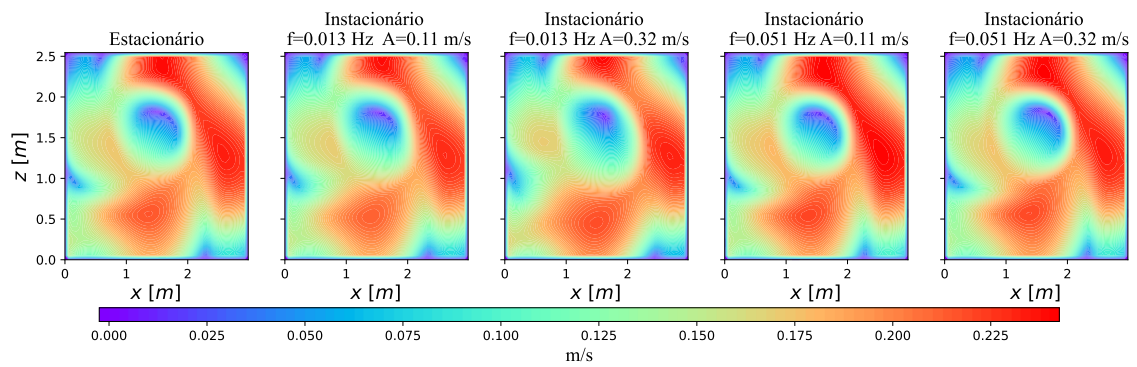 Estacionário
Instacionário
f=0.013 Hz  A=0.11 m/s
Instacionário
f=0.013 Hz A=0.32 m/s
Instacionário
f=0.051 Hz A=0.11 m/s
Instacionário
f=0.051 Hz A=0.32 m/s
z [m]
2.5
2.0
1.5
1.0
0.5
0.0
0 1 2
0 1 2
0 1 2
0 1 2
0 1 2
x [m]
x [m]
x [m]
x [m]
x [m]
0.000 0.025 0.050 0.075 0.100 0.125 0.150 0.175 0.200 0.225
m/s